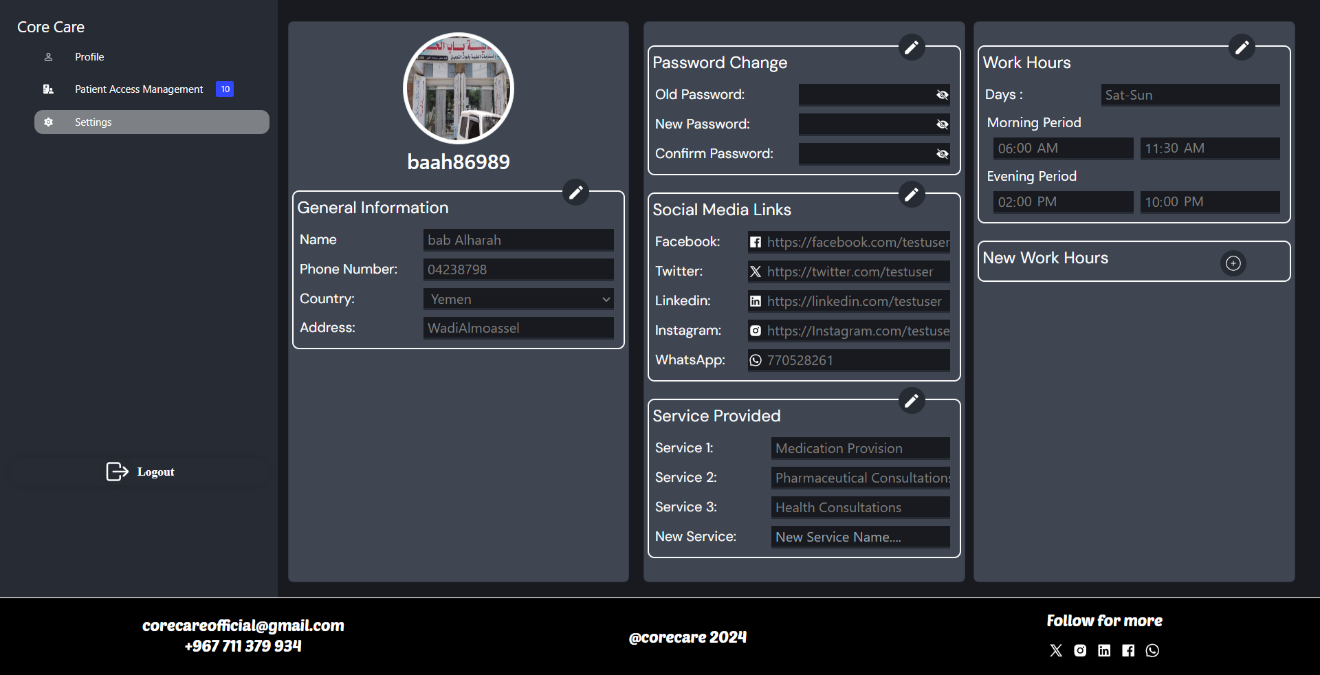 Core Care
Profile
Patient Access Management 10
Settings
Logout
baah86989
General Information
Name bab Alharah
Phone Number: 04238798
Country: Yemen
Address: WadiAlmoassel
Password Change
Old Password:
New Password:
Confirm Password:
Social Media Links
Facebook: https://facebook.com/testuser
Twitter: https://twitter.com/testuser
Linkedin: https://linkedin.com/testuser
Instagram: https://Instagram.com/testuse
WhatsApp: 770528261
Service Provided
Service 1: Medication Provision
Service 2: Pharmaceutical Consultations
Service 3: Health Consultations
New Service: New Service Name....
Work Hours
Days : Sat-Sun
Morning Period
06:00 AM 11:30 AM
Evening Period
02:00 PM 10:00 PM
New Work Hours
corecareofficial@gmail.com
+967 711 379 934
@corecare 2024
Follow for more